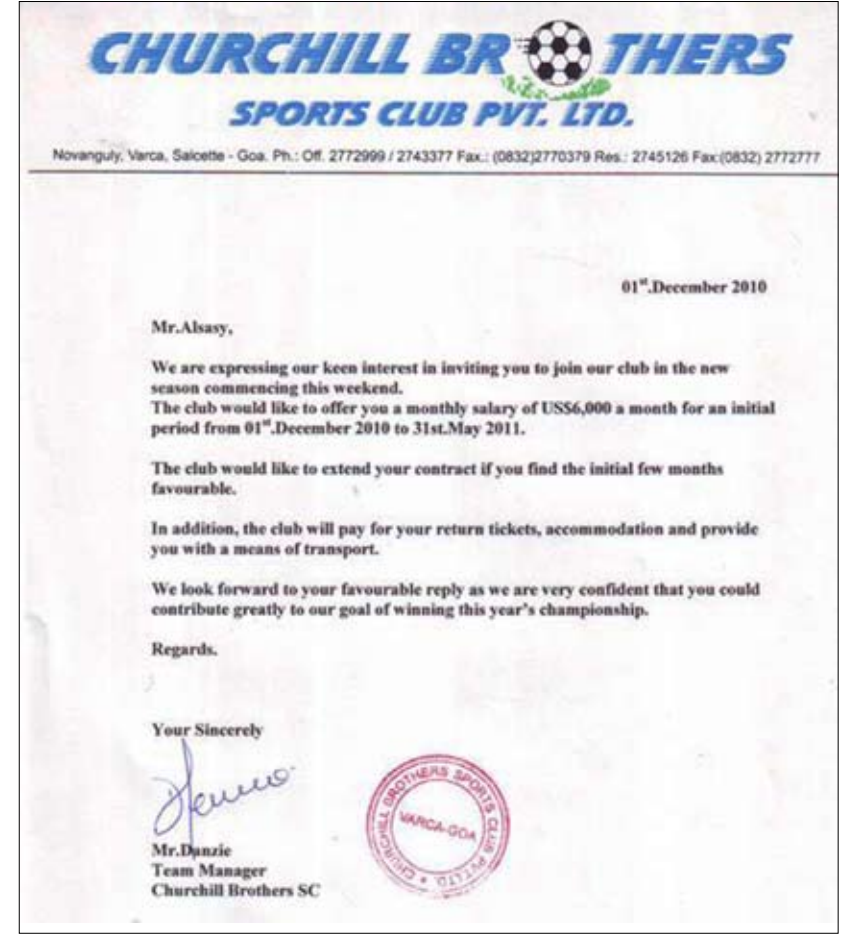 CHURCHILL BROTHERS
SPORTS CLUB PVT. LTD.
Novanguly, Varca, Salcette - Goa. Ph.: Off. 2772999 / 2743377 Fax.: (0832)2770379 Res.: 2745126 Fax:(0832) 2772777
01st.December 2010
Mr.Alsasy,
We are expressing our keen interest in inviting you to join our club in the new
season commencing this weekend.
The club would like to offer you a monthly salary of US$6,000 a month for an initial
period from 01st.December 2010 to 31st.May 2011.
The club would like to extend your contract if you find the initial few months
favourable.
In addition, the club will pay for your return tickets, accommodation and provide
you with a means of transport.
We look forward to your favourable reply as we are very confident that you could
contribute greatly to our goal of winning this year's championship.
Regards.
Your Sincerely
Mr.Danzie
Team Manager
Churchill Brothers SC
CHURCHILL BROTHERS SPORTS CLUB PVT LTD.
VARCA-GOA